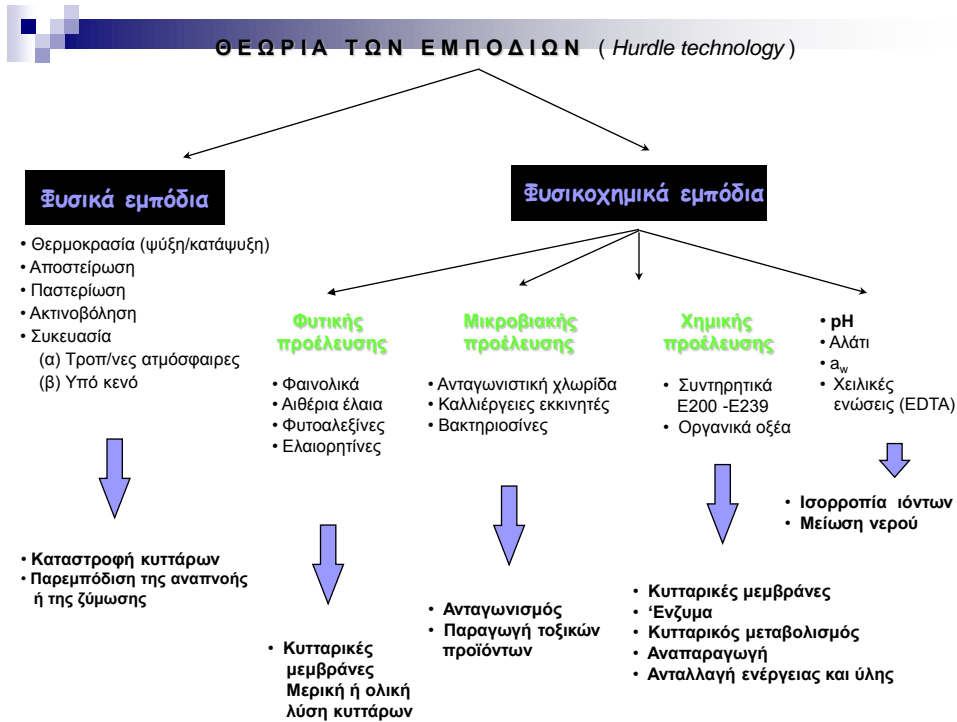 Θ Ε Ω Ρ Ι Α Τ Ω Ν Ε Μ Π Ο Δ Ι Ω Ν ( Hurdle technology )
Φυσικά εμπόδια
• Θερμοκρασία (ψύξη/κατάψυξη)
• Αποστείρωση
• Παστερίωση
• Ακτινοβόληση
• Συκευασία
(α) Τροπ/νες ατμόσφαιρες
(β) Υπό κενό
• Καταστροφή κυττάρων
• Παρεμπόδιση της αναπνοής
ή της ζύμωσης
Φυσικοχημικά εμπόδια
Φυτικής
προέλευσης
• Φαινολικά
• Αιθέρια έλαια
• Φυτοαλεξίνες
• Ελαιορητίνες
• Κυτταρικές
μεμβράνες
Μερική ή ολική
λύση κυττάρων
Μικροβιακής
προέλευσης
• Ανταγωνιστική χλωρίδα
• Καλλιέργειες εκκινητές
• Βακτηριοσίνες
• Ανταγωνισμός
• Παραγωγή τοξικών
προϊόντων
Χημικής
προέλευσης
• Συντηρητικά
Ε200 -Ε239
• Οργανικά οξέα
• Κυτταρικές μεμβράνες
• ‘Ενζυμα
• Κυτταρικός μεταβολισμός
• Αναπαραγωγή
• Ανταλλαγή ενέργειας και ύλης
• pH
• Αλάτι
• aw
• Χειλικές
ενώσεις (EDTA)
• Ισορροπία ιόντων
• Μείωση νερού